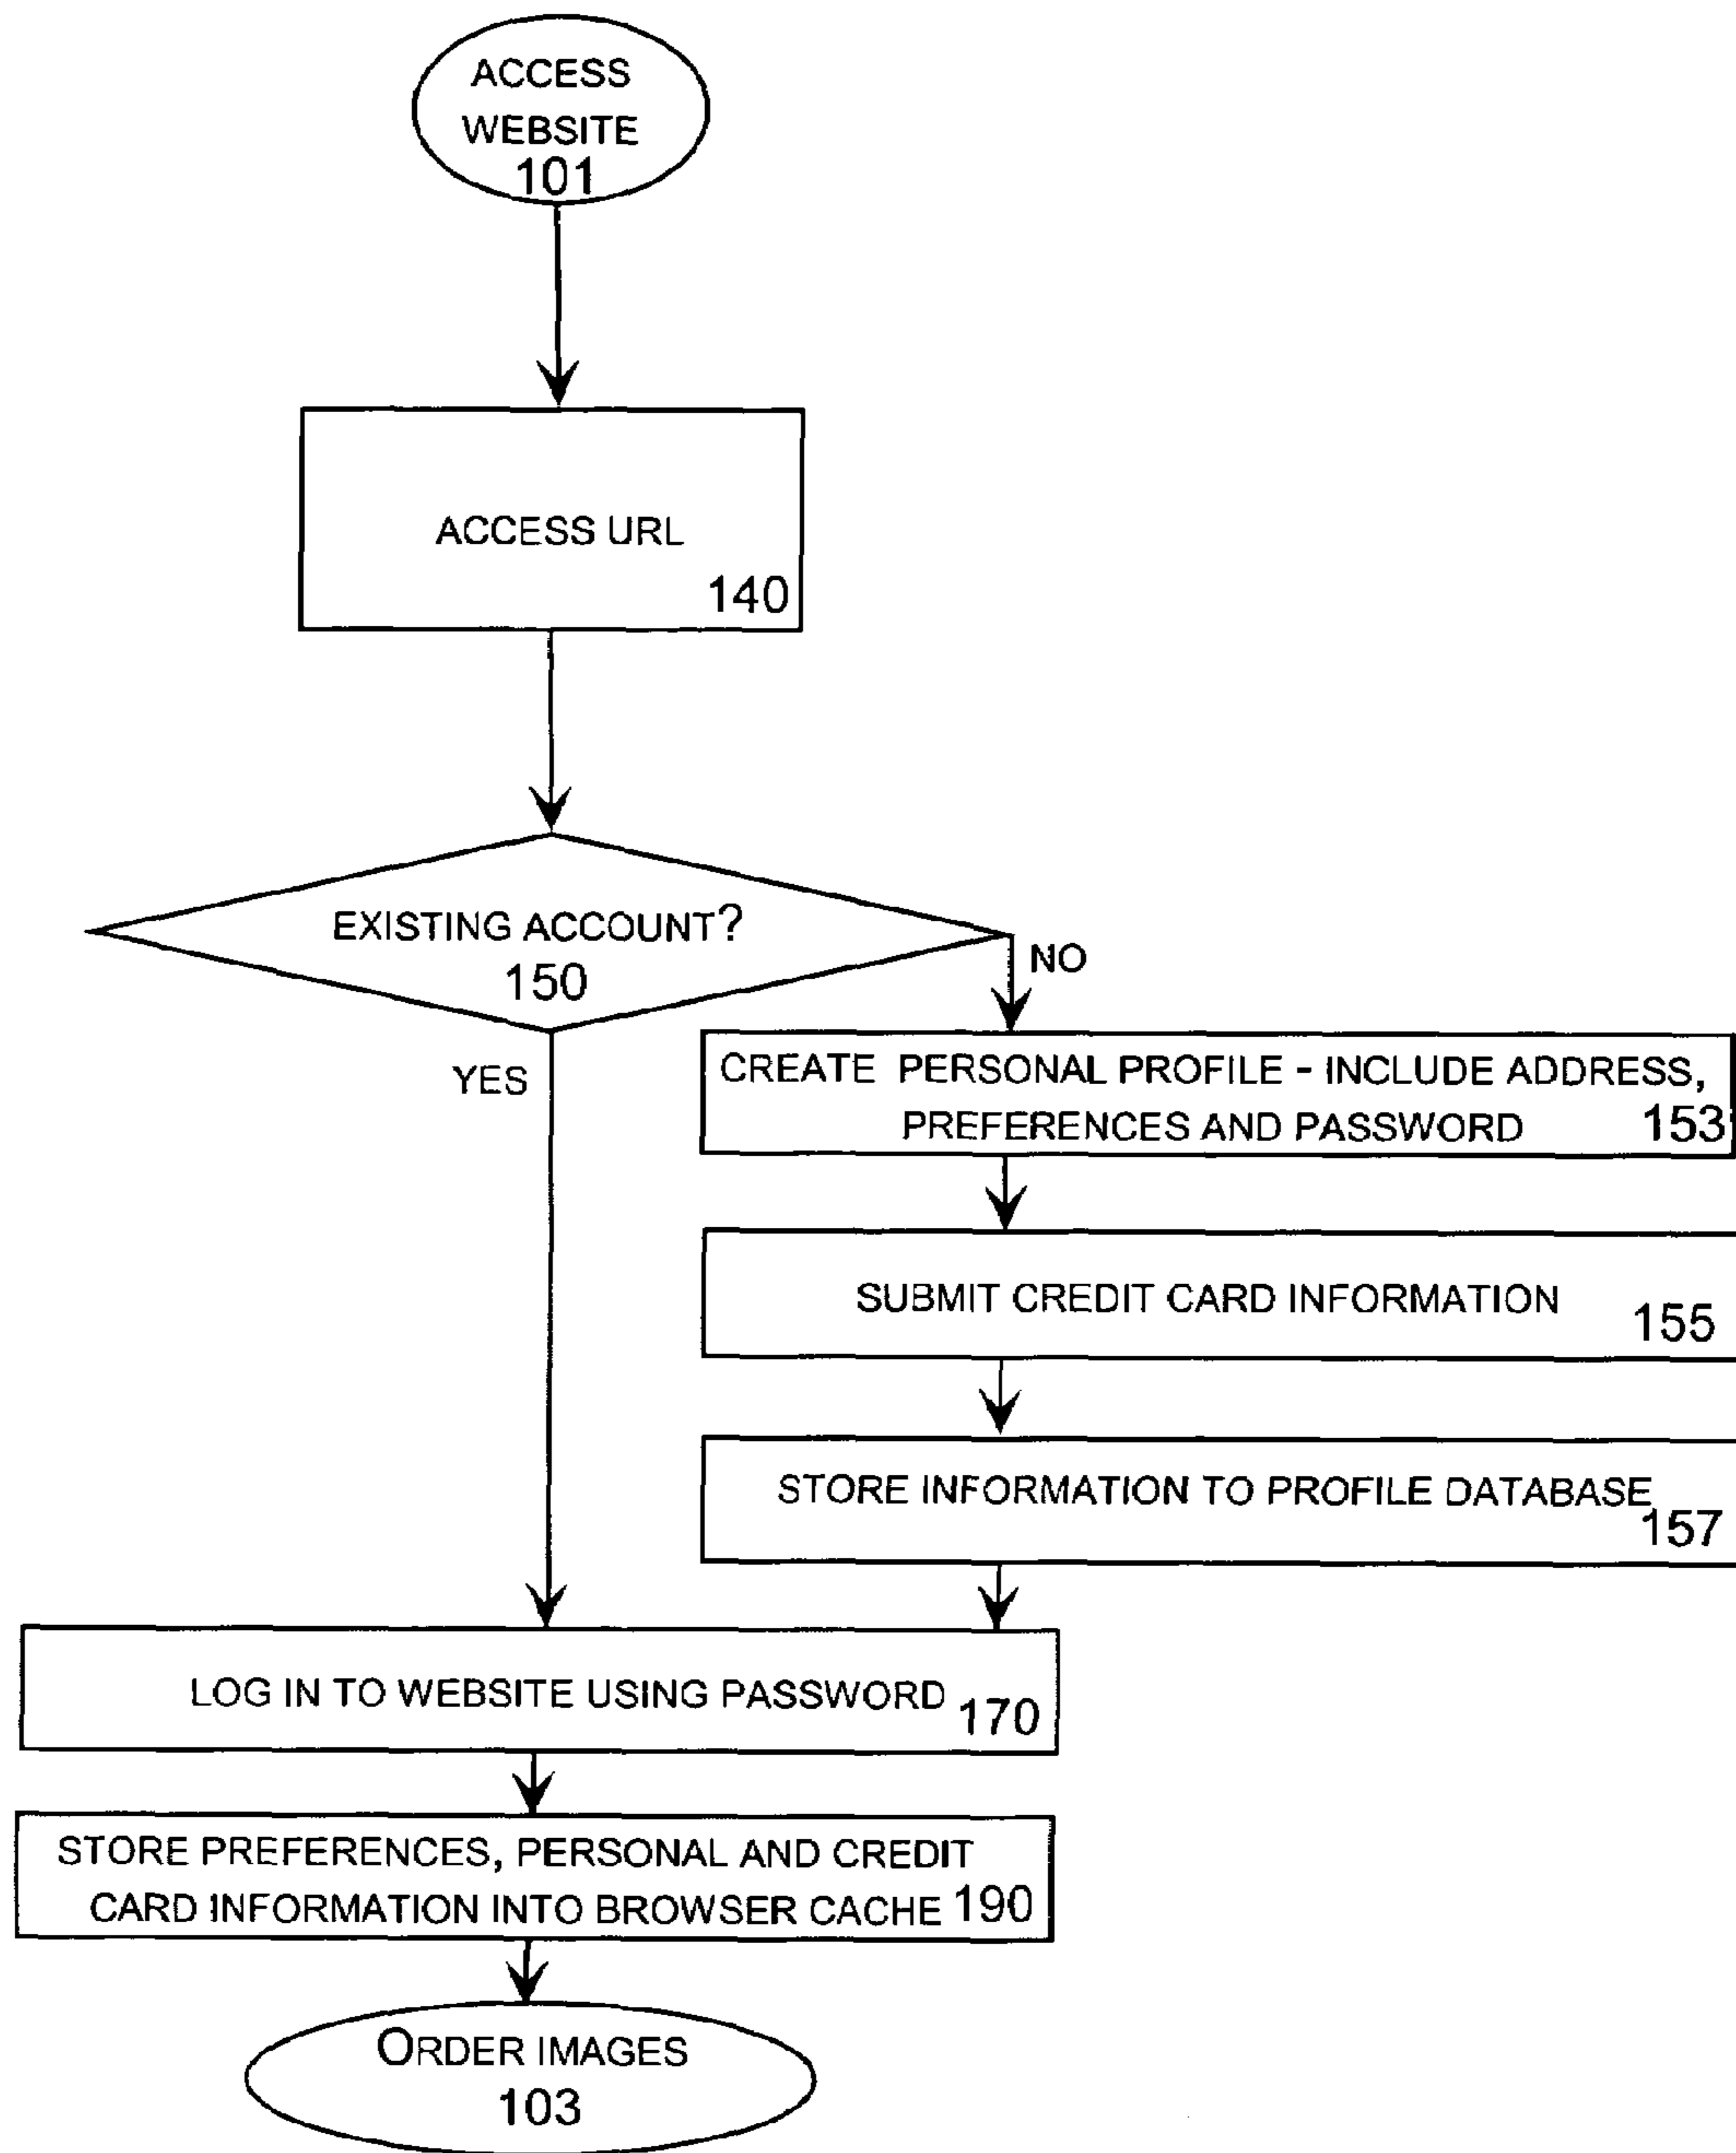 ACCESS
WEBSITE
101
ACCESS URL
140
EXISTING ACCOUNT?
150
NO
YES
CREATE PERSONAL PROFILE - INCLUDE ADDRESS,
PREFERENCES AND PASSWORD 153
SUBMIT CREDIT CARD INFORMATION
155
STORE INFORMATION TO PROFILE DATABASE
157
LOG IN TO WEBSITE USING PASSWORD 170
STORE PREFERENCES, PERSONAL AND CREDIT
CARD INFORMATION INTO BROWSER CACHE 190
ORDER IMAGES
103